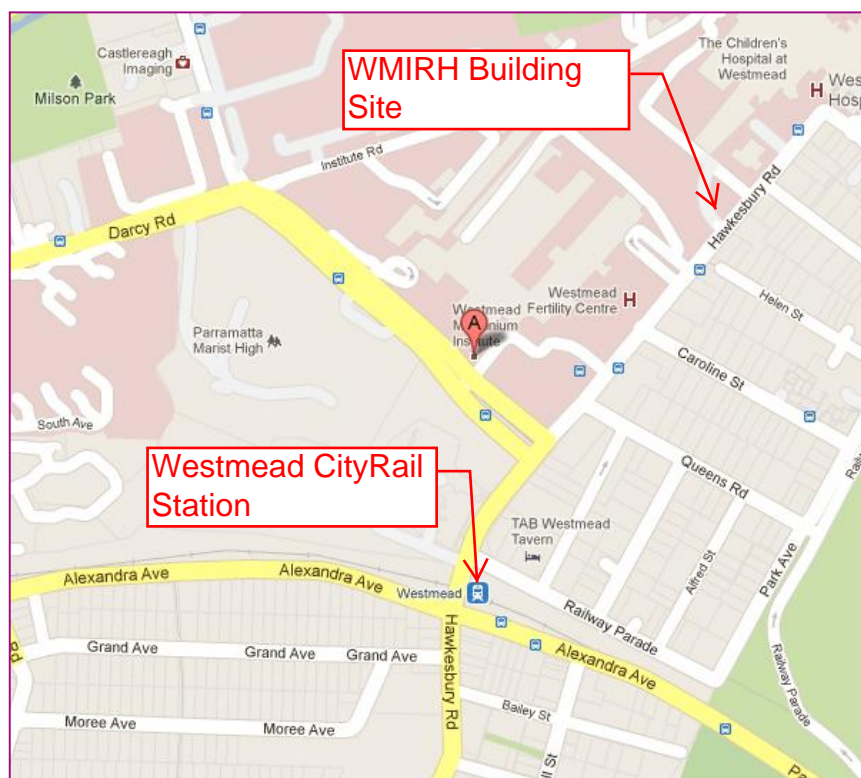 Castlereagh
Imaging
Milson Park
WMIRH Building
Site
The Children's
Hospital at
Westmead
H
Institute Rd
Darcy Rd
Hawkesbury Rd
Westmead
Fertility Centre
H
Helen St
Parramatta
Marist High
Westmead
Institute
A
Caroline St
South Ave
Westmead CityRail
Station
Queens Rd
TAB Westmead
Tavern
Alfred St
Park Ave
Alexandra Ave
Alexandra Ave
Westmead
Railway Parade
Hawkesbury Rd
Alexandra Ave
Railway Parade
Grand Ave
Grand Ave
Grand Ave
Bailey St
Moree Ave
Moree Ave